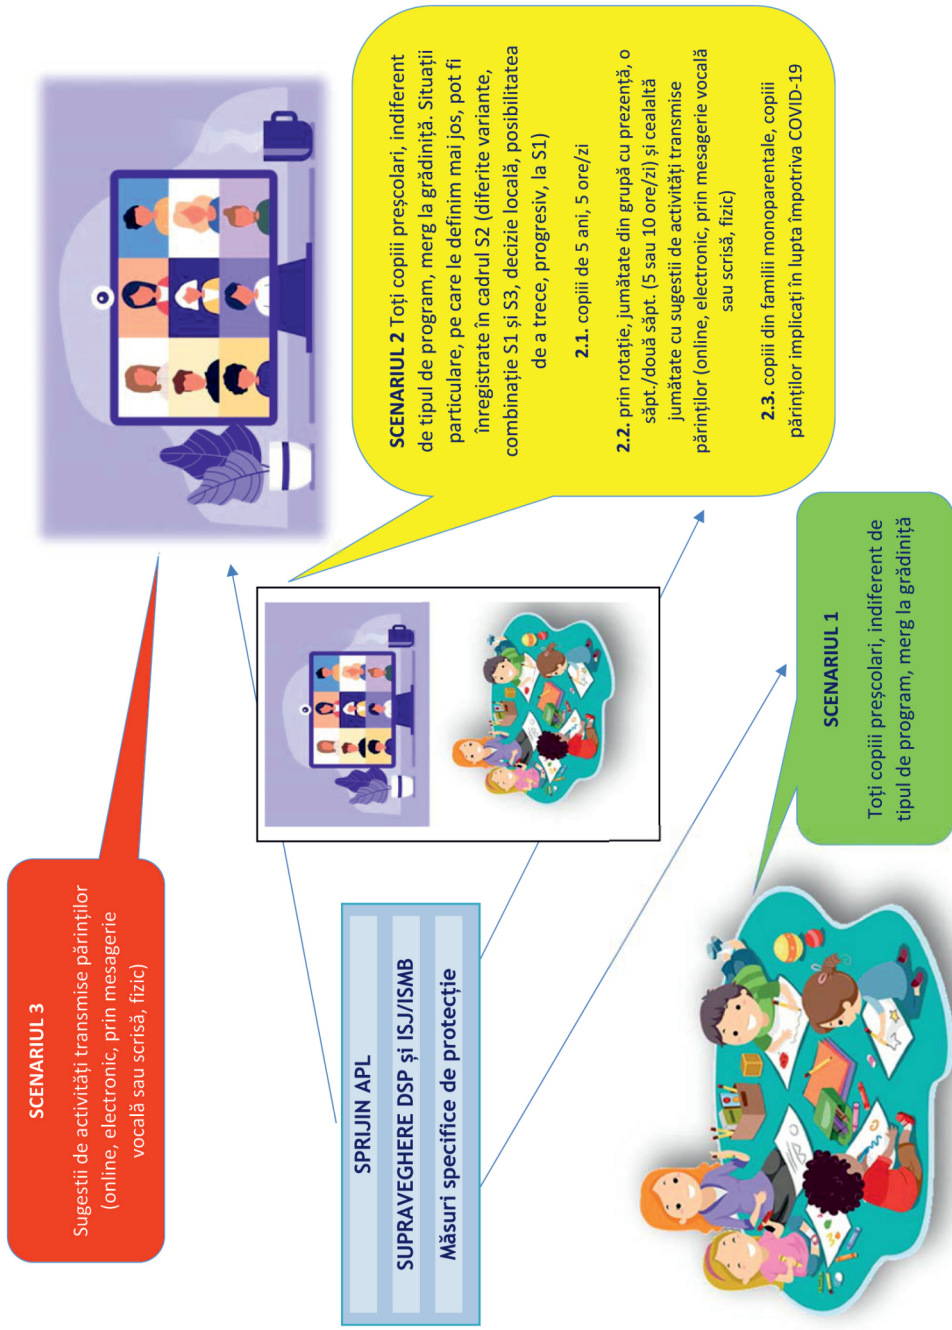 SCENARIUL 3
Sugestii de activități transmise părinților
(online, electronic, prin mesagerie
vocală sau scrisă, fizic)
SPRIJIN APL
SUPRAVEGHERE DSP și ISJ/ISMB
Măsuri specifice de protecție
SCENARIUL 2 Toți copiii preșcolari, indiferent
de tipul de program, merg la grădiniță. Situații
particulare, pe care le definim mai jos, pot fi
înregistrate în cadrul S2 (diferite variante,
combinație S1 și S3, decizie locală, posibilitatea
de a trece, progresiv, la S1)
2.1. copiii de 5 ani, 5 ore/zi
2.2. prin rotație, jumătate din grupă cu prezență, o
săpt./două săpt. (5 sau 10 ore/zi) și cealaltă
jumătate cu sugestii de activități transmise
părinților (online, electronic, prin mesagerie vocală
sau scrisă, fizic)
2.3. copiii din familii monoparentale, copiii
părinților implicați în lupta împotriva COVID-19
SCENARIUL 1
Toți copiii preșcolari, indiferent de
tipul de program, merg la grădiniță